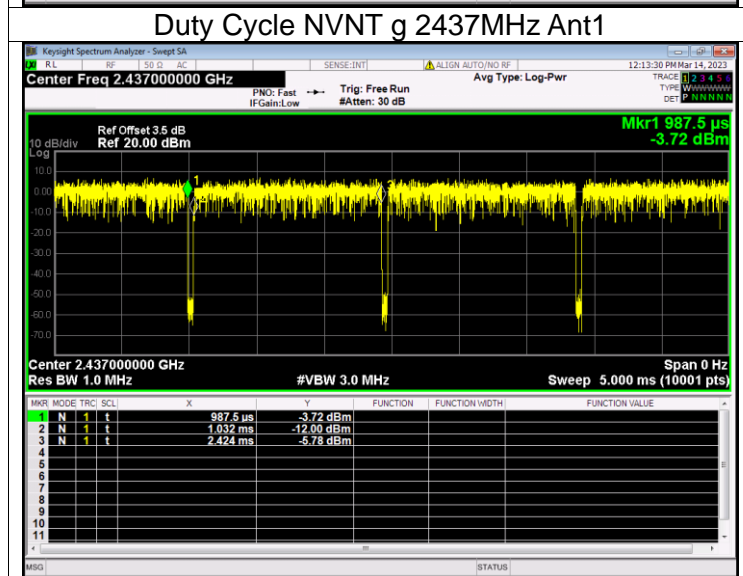 Duty Cycle NVNT g 2437MHz Ant1
Keysight Spectrum Analyzer - Swept SA
RL RF 50 Ω AC SENSE:INT ALIGN AUTO/NO RF 12:13:30 PM Mar 14, 2023
Center Freq 2.437000000 GHz Avg Type: Log-Pwr TRACE 1 2 3 4 5 6
PNO: Fast Trig: Free Run TYPE WWWWWW
IFGain:Low #Atten: 30 dB DET P N N N N N
Mkr1 987.5 µs
Ref Offset 3.5 dB
10 dB/div Ref 20.00 dBm -3.72 dBm
Log
10.0
0.00
-10.0
-20.0
-30.0
-40.0
-50.0
-60.0
-70.0
1
2
3
Center 2.437000000 GHz Span 0 Hz
Res BW 1.0 MHz #VBW 3.0 MHz Sweep 5.000 ms (10001 pts)
MKR MODE TRC SCL X Y FUNCTION FUNCTION WIDTH FUNCTION VALUE
1 N 1 t 987.5 µs -3.72 dBm
2 N 1 t 1.032 ms -12.00 dBm
3 N 1 t 2.424 ms -5.78 dBm
4
5
6
7
8
9
10
11
MSG STATUS